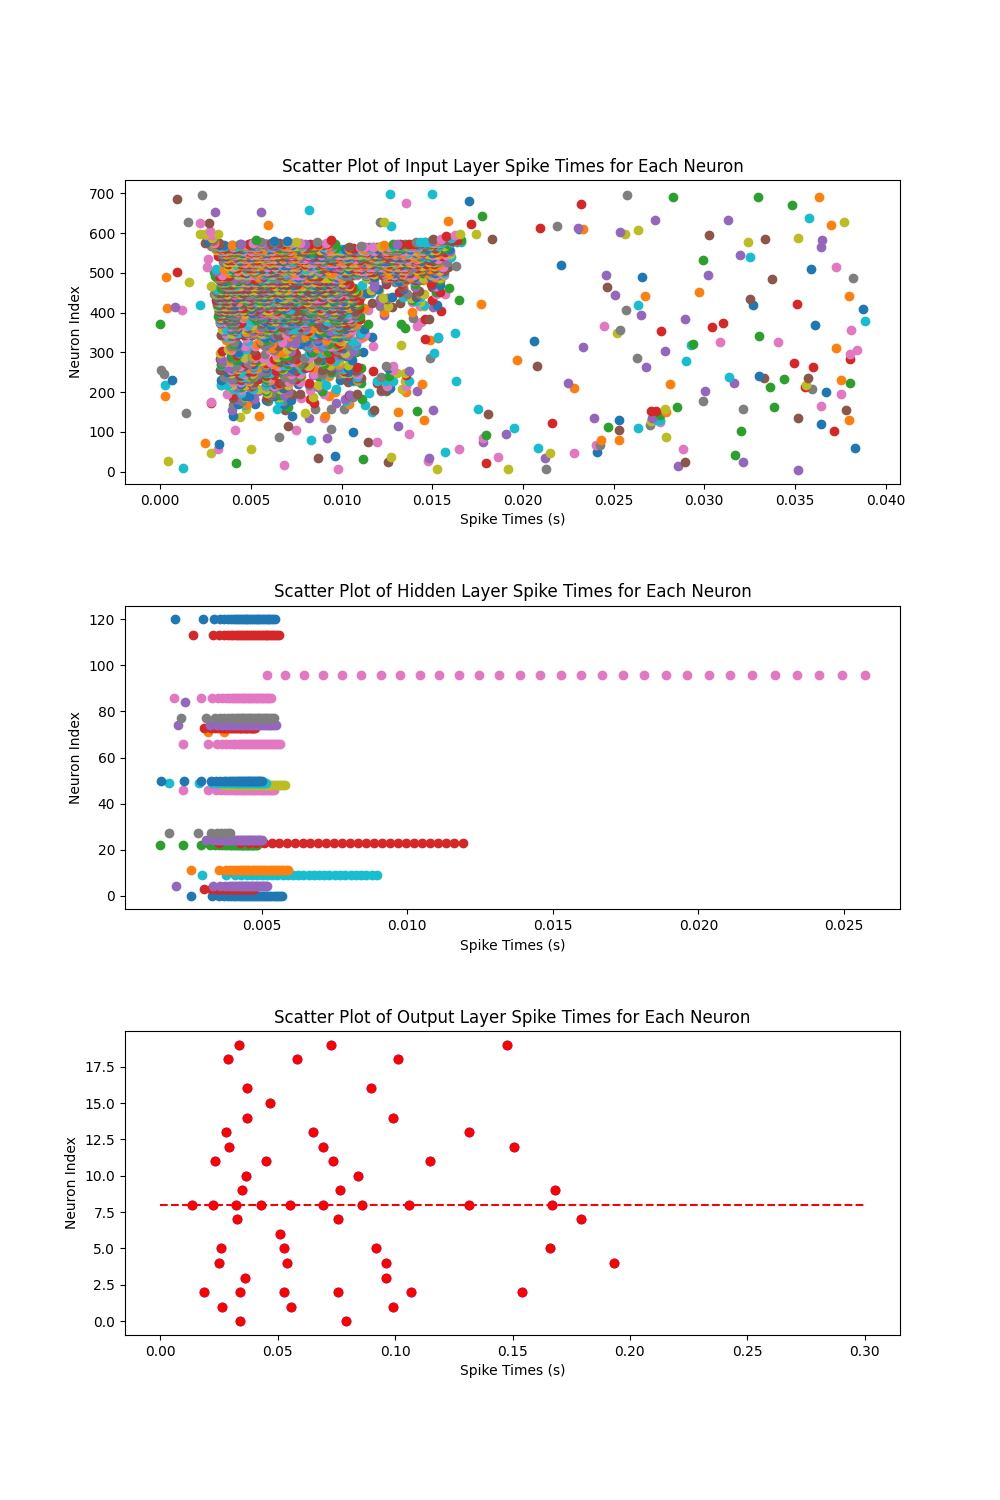 Scatter Plot of Input Layer Spike Times for Each Neuron
700
600
500
400
300
200
100
0
Neuron Index
0.000 0.005 0.010 0.015 0.020 0.025 0.030 0.035 0.040
Spike Times (s)
Scatter Plot of Hidden Layer Spike Times for Each Neuron
120
100
80
60
40
20
0
Neuron Index
0.005 0.010 0.015 0.020 0.025
Spike Times (s)
Scatter Plot of Output Layer Spike Times for Each Neuron
17.5
15.0
12.5
10.0
7.5
5.0
2.5
0.0
Neuron Index
0.00 0.05 0.10 0.15 0.20 0.25 0.30
Spike Times (s)